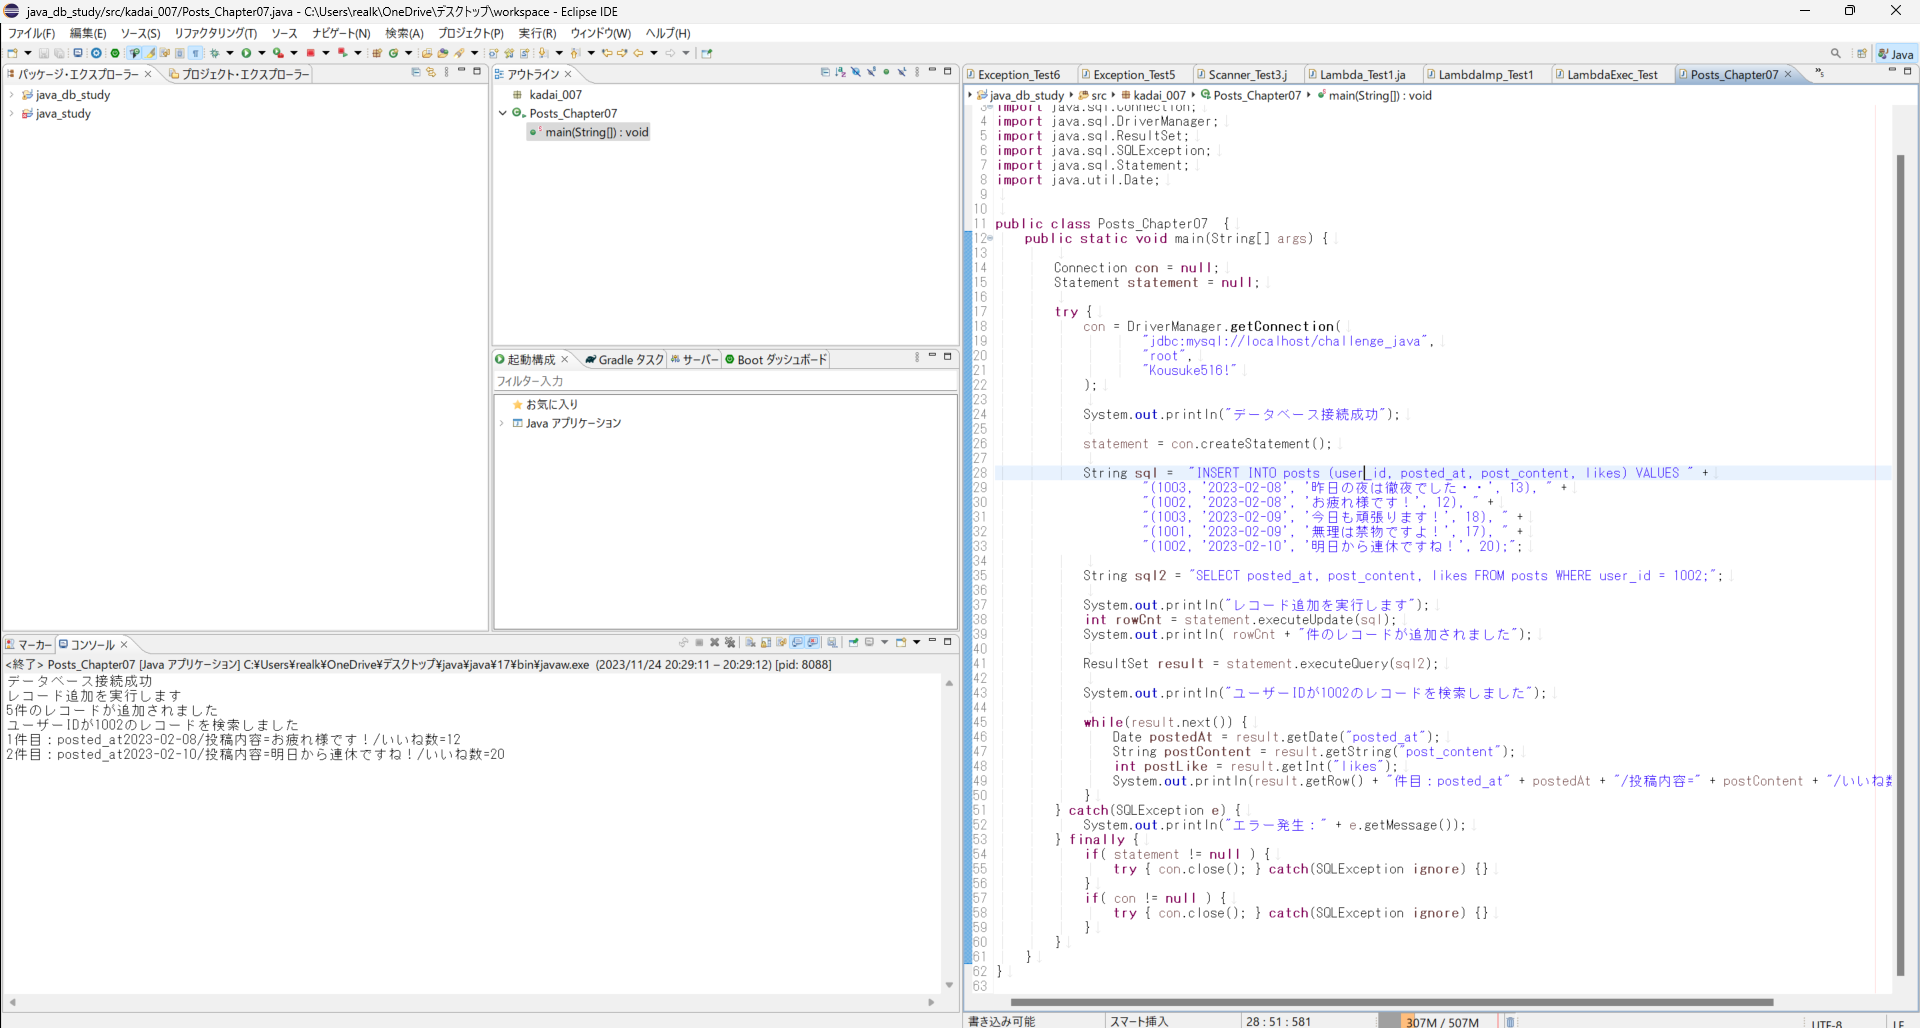 java_db_study/src/kadai_007/Posts_Chapter07.java - C:\Users\realk\OneDrive\デスクトップ\workspace - Eclipse IDE
ファイル(F) 編集(E) ソース(S) リファクタリング(T) ソース ナビゲート(N) 検索(A) プロジェクト(P) 実行(R) ウィンドウ(W) ヘルプ(H)
Java
パッケージ・エクスプローラー プロジェクト・エクスプローラー
java_db_study
java_study
アウトライン
kadai_007
Posts_Chapter07
main(String[]) : void
起動構成 Gradle タスク サーバー Boot ダッシュボード
フィルター入力
お気に入り
Java アプリケーション
マーカー コンソール
<終了> Posts_Chapter07 [Java アプリケーション] C:¥Users¥realk¥OneDrive¥デスクトップ¥java¥java¥17¥bin¥javaw.exe (2023/11/24 20:29:11 – 20:29:12) [pid: 8088]
データベース接続成功
レコード追加を実行します
5件のレコードが追加されました
ユーザーIDが1002のレコードを検索しました
1件目：posted_at2023-02-08/投稿内容=お疲れ様です！/いいね数=12
2件目：posted_at2023-02-10/投稿内容=明日から連休ですね！/いいね数=20
Exception_Test6 Exception_Test5 Scanner_Test3.j Lambda_Test1.ja LambdaImp_Test1 LambdaExec_Test Posts_Chapter07 »5
java_db_study src kadai_007 Posts_Chapter07 main(String[]) : void
3 import java.sql.Connection;
4 import java.sql.DriverManager;
5 import java.sql.ResultSet;
6 import java.sql.SQLException;
7 import java.sql.Statement;
8 import java.util.Date;
9
10
11 public class Posts_Chapter07 {
12 public static void main(String[] args) {
13
14 Connection con = null;
15 Statement statement = null;
16
17 try {
18 con = DriverManager.getConnection(
19 "jdbc:mysql://localhost/challenge_java",
20 "root",
21 "Kousuke516!"
22 );
23
24 System.out.println("データベース接続成功");
25
26 statement = con.createStatement();
27
28 String sql = "INSERT INTO posts (user_id, posted_at, post_content, likes) VALUES " +
29 "(1003, '2023-02-08', '昨日の夜は徹夜でした・・', 13), " +
30 "(1002, '2023-02-08', 'お疲れ様です！', 12), " +
31 "(1003, '2023-02-09', '今日も頑張ります！', 18), " +
32 "(1001, '2023-02-09', '無理は禁物ですよ！', 17), " +
33 "(1002, '2023-02-10', '明日から連休ですね！', 20);";
34
35 String sql2 = "SELECT posted_at, post_content, likes FROM posts WHERE user_id = 1002;";
36
37 System.out.println("レコード追加を実行します");
38 int rowCnt = statement.executeUpdate(sql);
39 System.out.println( rowCnt + "件のレコードが追加されました");
40
41 ResultSet result = statement.executeQuery(sql2);
42
43 System.out.println("ユーザーIDが1002のレコードを検索しました");
44
45 while(result.next()) {
46 Date postedAt = result.getDate("posted_at");
47 String postContent = result.getString("post_content");
48 int postLike = result.getInt("likes");
49 System.out.println(result.getRow() + "件目：posted_at" + postedAt + "/投稿内容=" + postContent + "/いいね数
50 }
51 } catch(SQLException e) {
52 System.out.println("エラー発生：" + e.getMessage());
53 } finally {
54 if( statement != null ) {
55 try { con.close(); } catch(SQLException ignore) {}
56 }
57 if( con != null ) {
58 try { con.close(); } catch(SQLException ignore) {}
59 }
60 }
61 }
62 }
63
書き込み可能 スマート挿入 28 : 51 : 581 307M / 507M UTF-8 LF